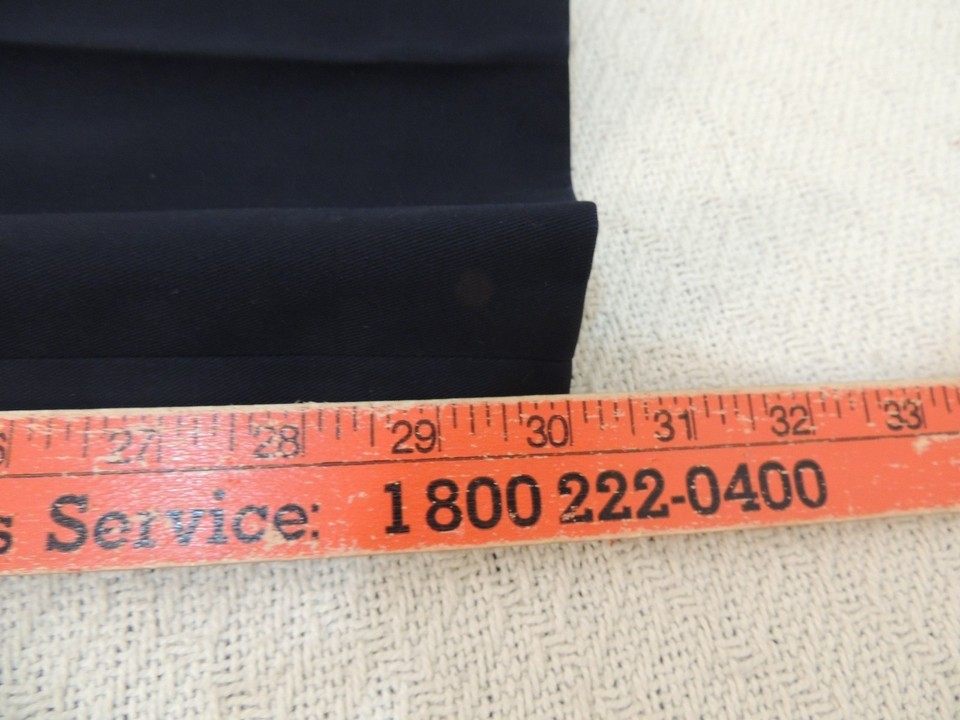 27 28 29 30 31 32 33
s Service: 1 800 222-0400